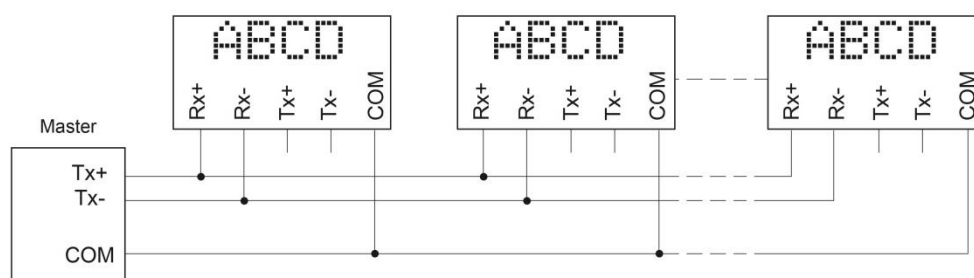 ABCD ABCD ABCD
Rx+ Rx- Tx+ Tx- COM Rx+ Rx- Tx+ Tx- COM Rx+ Rx- Tx+ Tx- COM
Master
Tx+
Tx-
COM